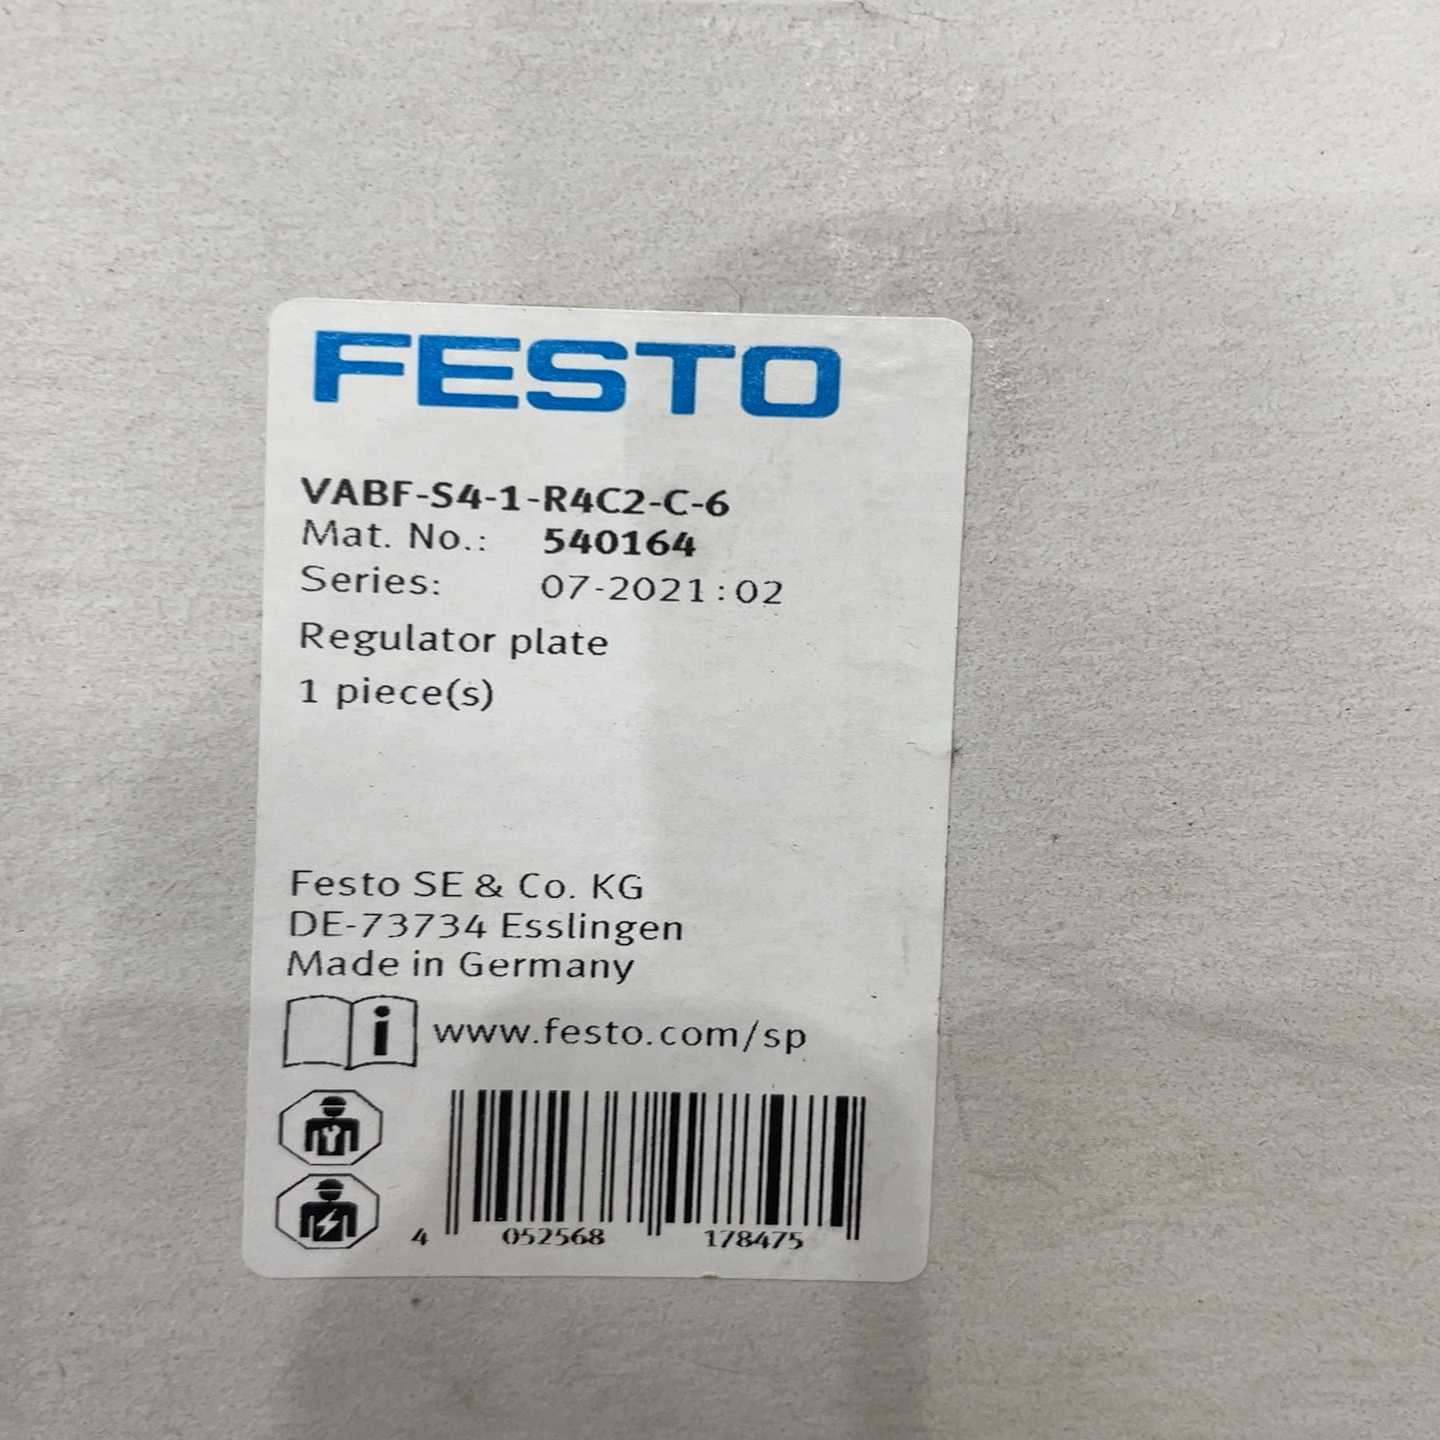 FESTO
VABF-S4-1-R4C2-C-6
Mat. No.: 540164
Series: 07-2021:02
Regulator plate
1 piece(s)
Festo SE & Co. KG
DE-73734 Esslingen
Made in Germany
i www.festo.com/sp
4 052568 178475